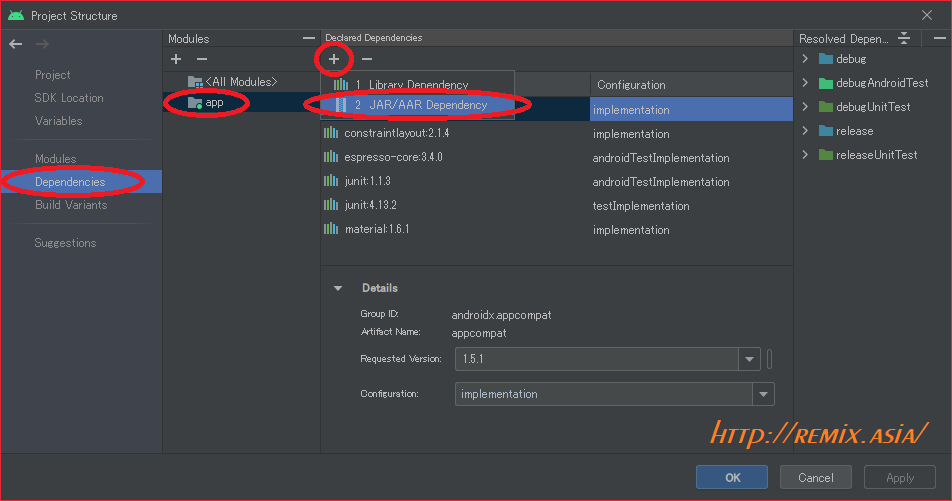 Project Structure
Project
SDK Location
Variables
Modules
Dependencies
Build Variants
Suggestions
Modules
<All Modules>
app
Declared Dependencies
1 Library Dependency
2 JAR/AAR Dependency
Configuration
implementation
constraintlayout:2.1.4 implementation
espresso-core:3.4.0 androidTestImplementation
junit:1.1.3 androidTestImplementation
junit:4.13.2 testImplementation
material:1.6.1 implementation
Details
Group ID: androidx.appcompat
Artifact Name: appcompat
Requested Version: 1.5.1
Configuration: implementation
Resolved Depen...
debug
debugAndroidTest
debugUnitTest
release
releaseUnitTest
http://remix.asia/
OK Cancel Apply